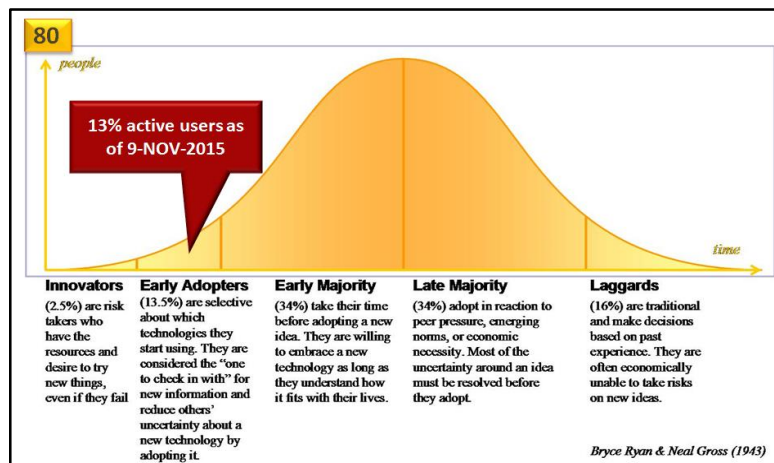 80
people
13% active users as
of 9-NOV-2015
time
Innovators
(2.5%) are risk
takers who
have the
resources and
desire to try
new things,
even if they fail
Early Adopters
(13.5%) are selective
about which
technologies they
start using. They are
considered the “one
to check in with” for
new information and
reduce others’
uncertainty about a
new technology by
adopting it.
Early Majority
(34%) take their time
before adopting a new
idea. They are willing
to embrace a new
technology as long as
they understand how
it fits with their lives.
Late Majority
(34%) adopt in reaction to
peer pressure, emerging
norms, or economic
necessity. Most of the
uncertainty around an idea
must be resolved before
they adopt.
Laggards
(16%) are traditional
and make decisions
based on past
experience. They are
often economically
unable to take risks
on new ideas.
Bryce Ryan & Neal Gross (1943)